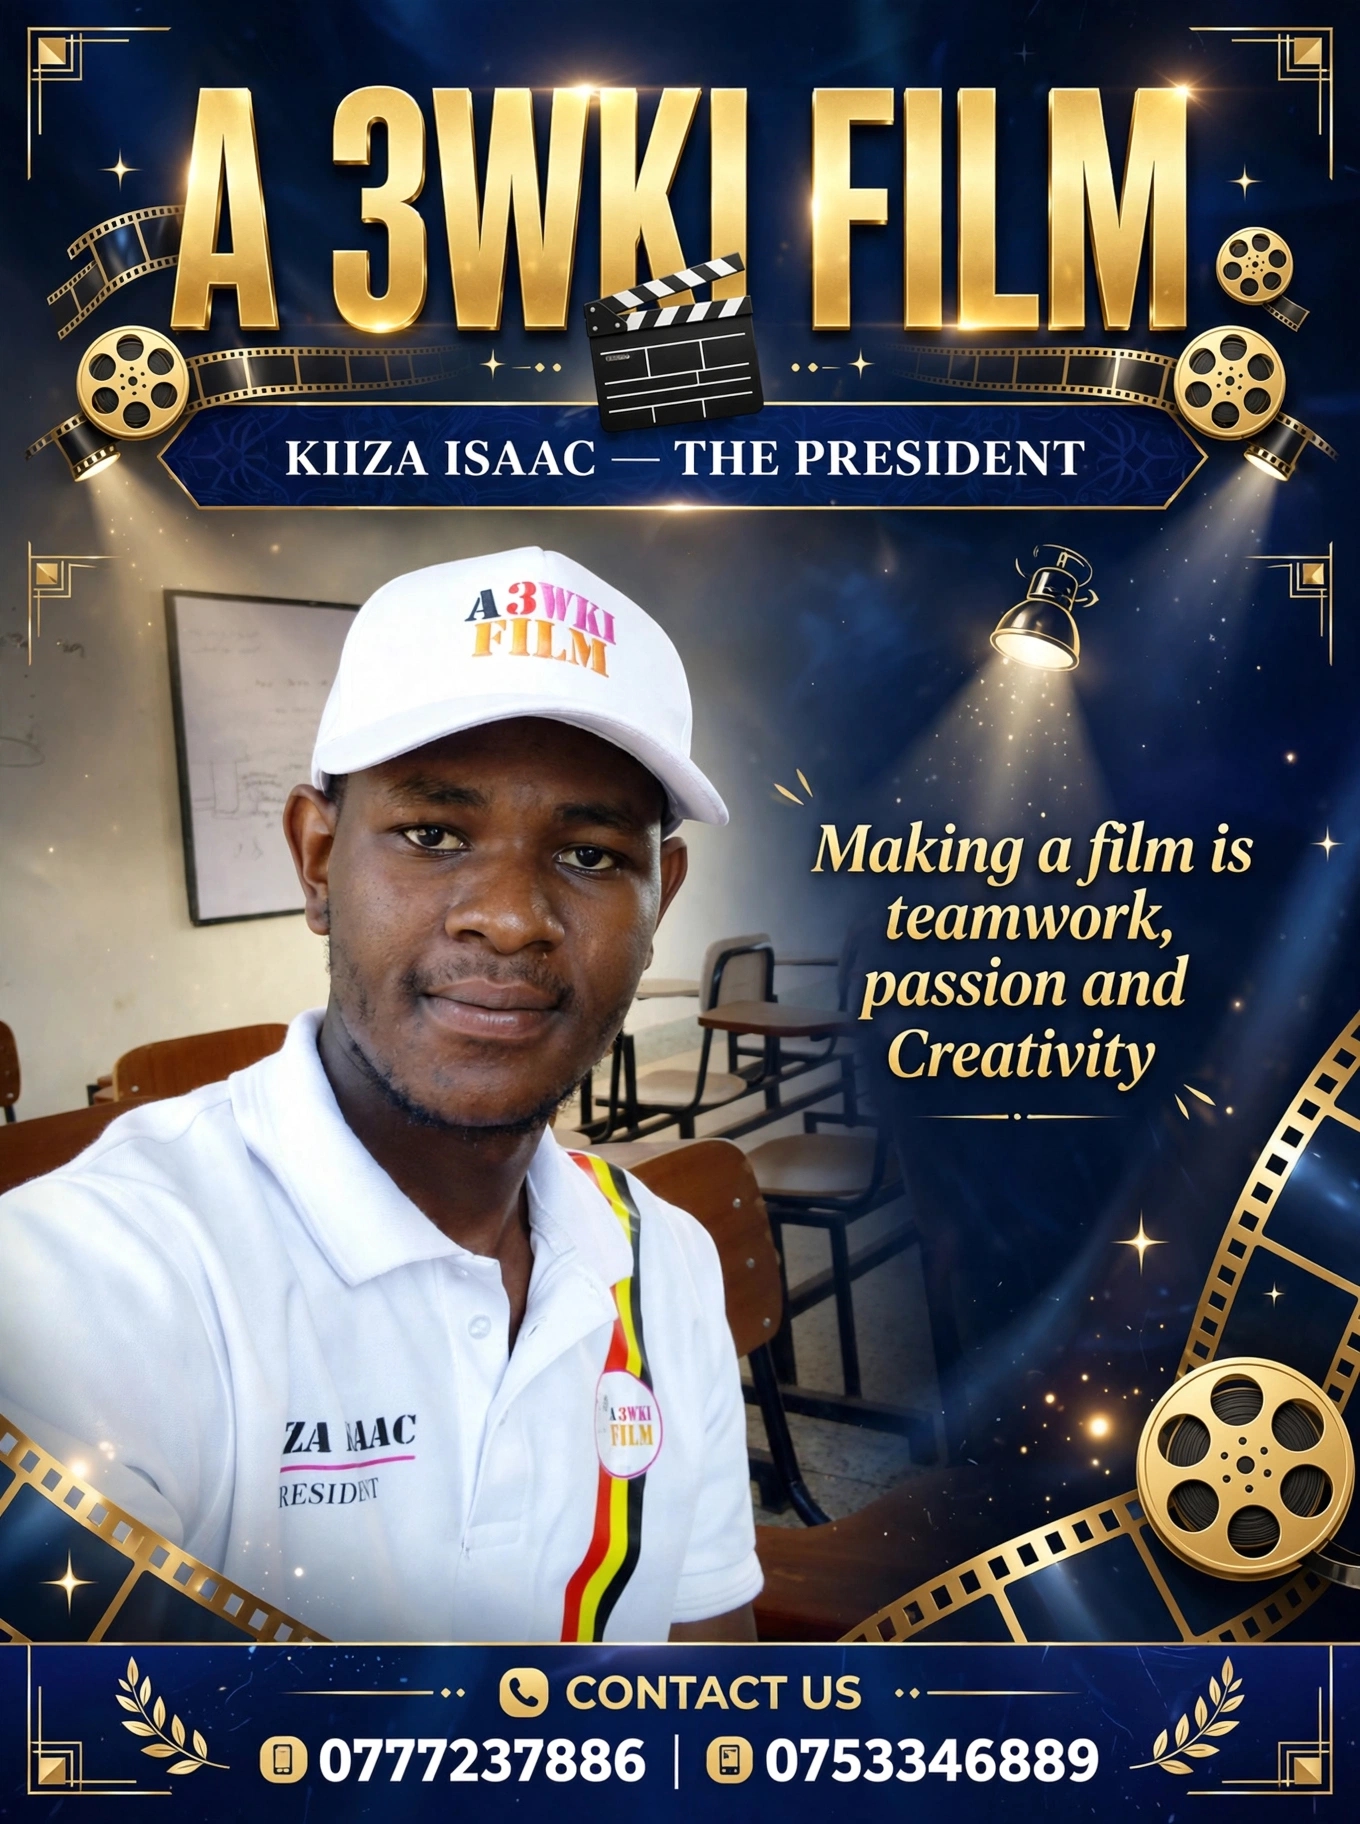 A 3WKI FILM
KIIZA ISAAC — THE PRESIDENT
A 3WKI
FILM
Making a film is
teamwork,
passion and
Creativity
ZA ISAAC
RESIDENT
A 3WKI
FILM
CONTACT US
0777237886 | 0753346889